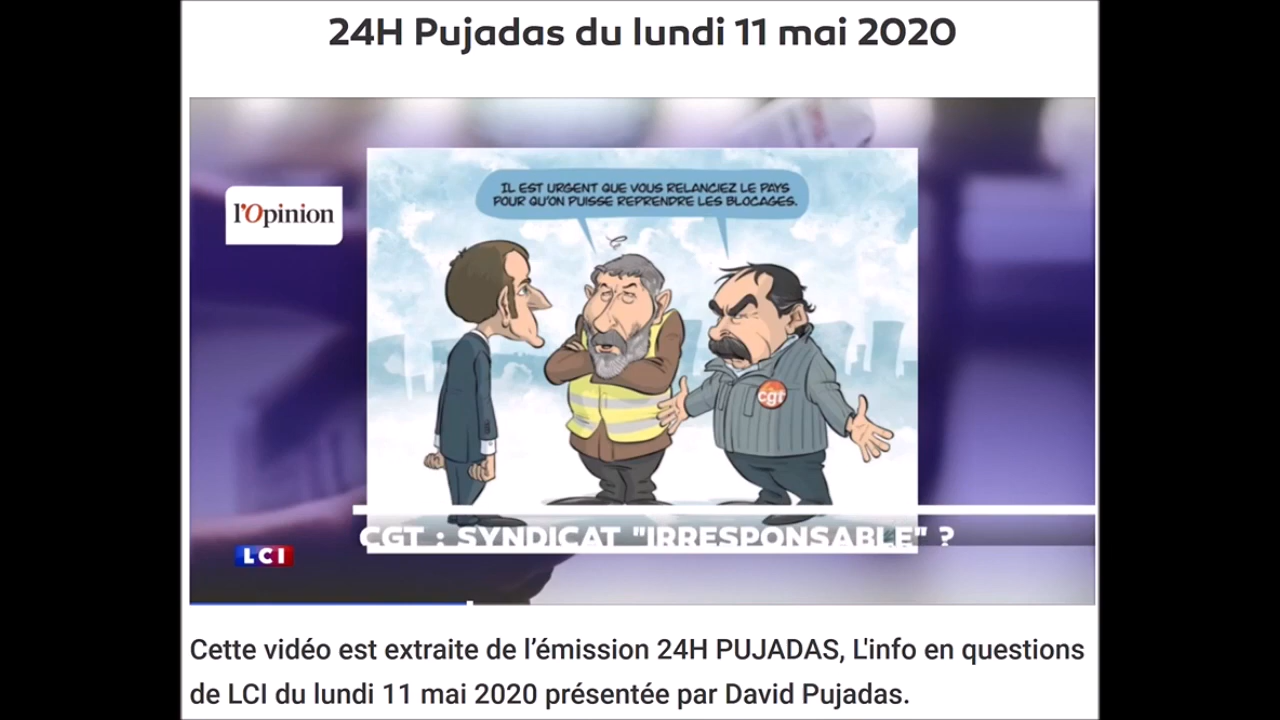 24H Pujadas du lundi 11 mai 2020
l'Opinion
IL EST URGENT QUE VOUS RELANCIEZ LE PAYS
POUR QU'ON PUISSE REPRENDRE LES BLOCAGES.
cgt
CGT : SYNDICAT "IRRESPONSABLE" ?
LCI
Cette vidéo est extraite de l’émission 24H PUJADAS, L'info en questions
de LCI du lundi 11 mai 2020 présentée par David Pujadas.